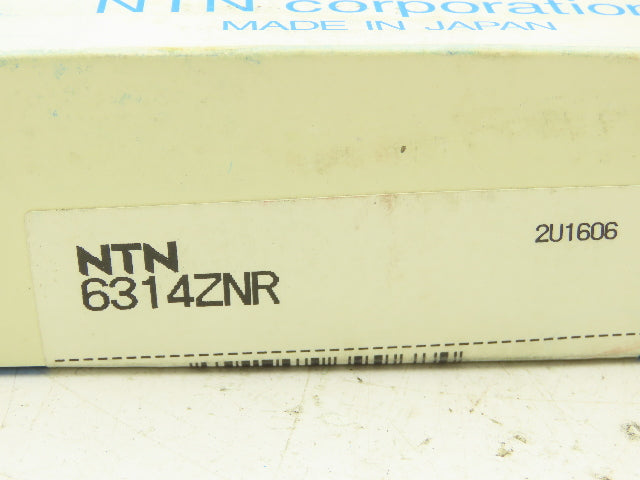 NTN corporation
MADE IN JAPAN
2U1606
NTN
6314ZNR